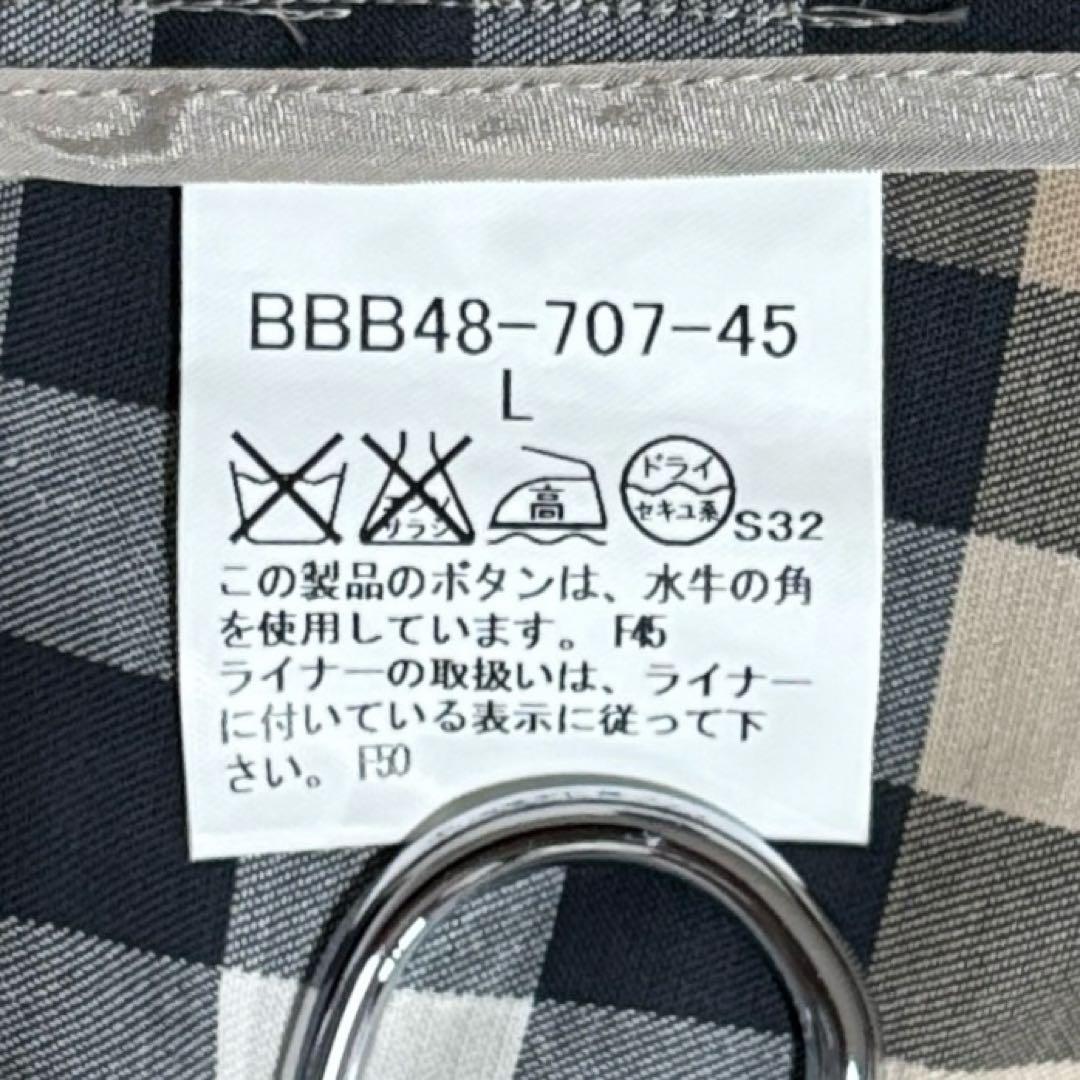 BBB48-707-45
L
高
ドライ
セキユ系
S32
この製品のボタンは、水牛の角
を使用しています。 F45
ライナーの取扱いは、ライナー
に付いている表示に従って下
さい。 F50